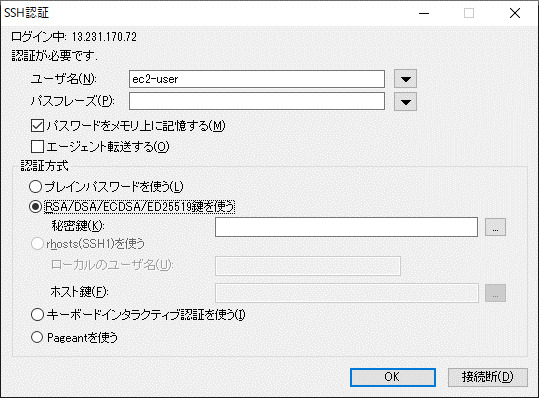 SSH認証
ログイン中: 13.231.170.72
認証が必要です.
ユーザ名(N): ec2-user
パスフレーズ(P):
パスワードをメモリ上に記憶する(M)
エージェント転送する(O)
認証方式
プレインパスワードを使う(L)
RSA/DSA/ECDSA/ED25519鍵を使う
秘密鍵(K): ...
rhosts(SSH1)を使う
ローカルのユーザ名(U):
ホスト鍵(F): ...
キーボードインタラクティブ認証を使う(I)
Pageantを使う
OK 接続断(D)